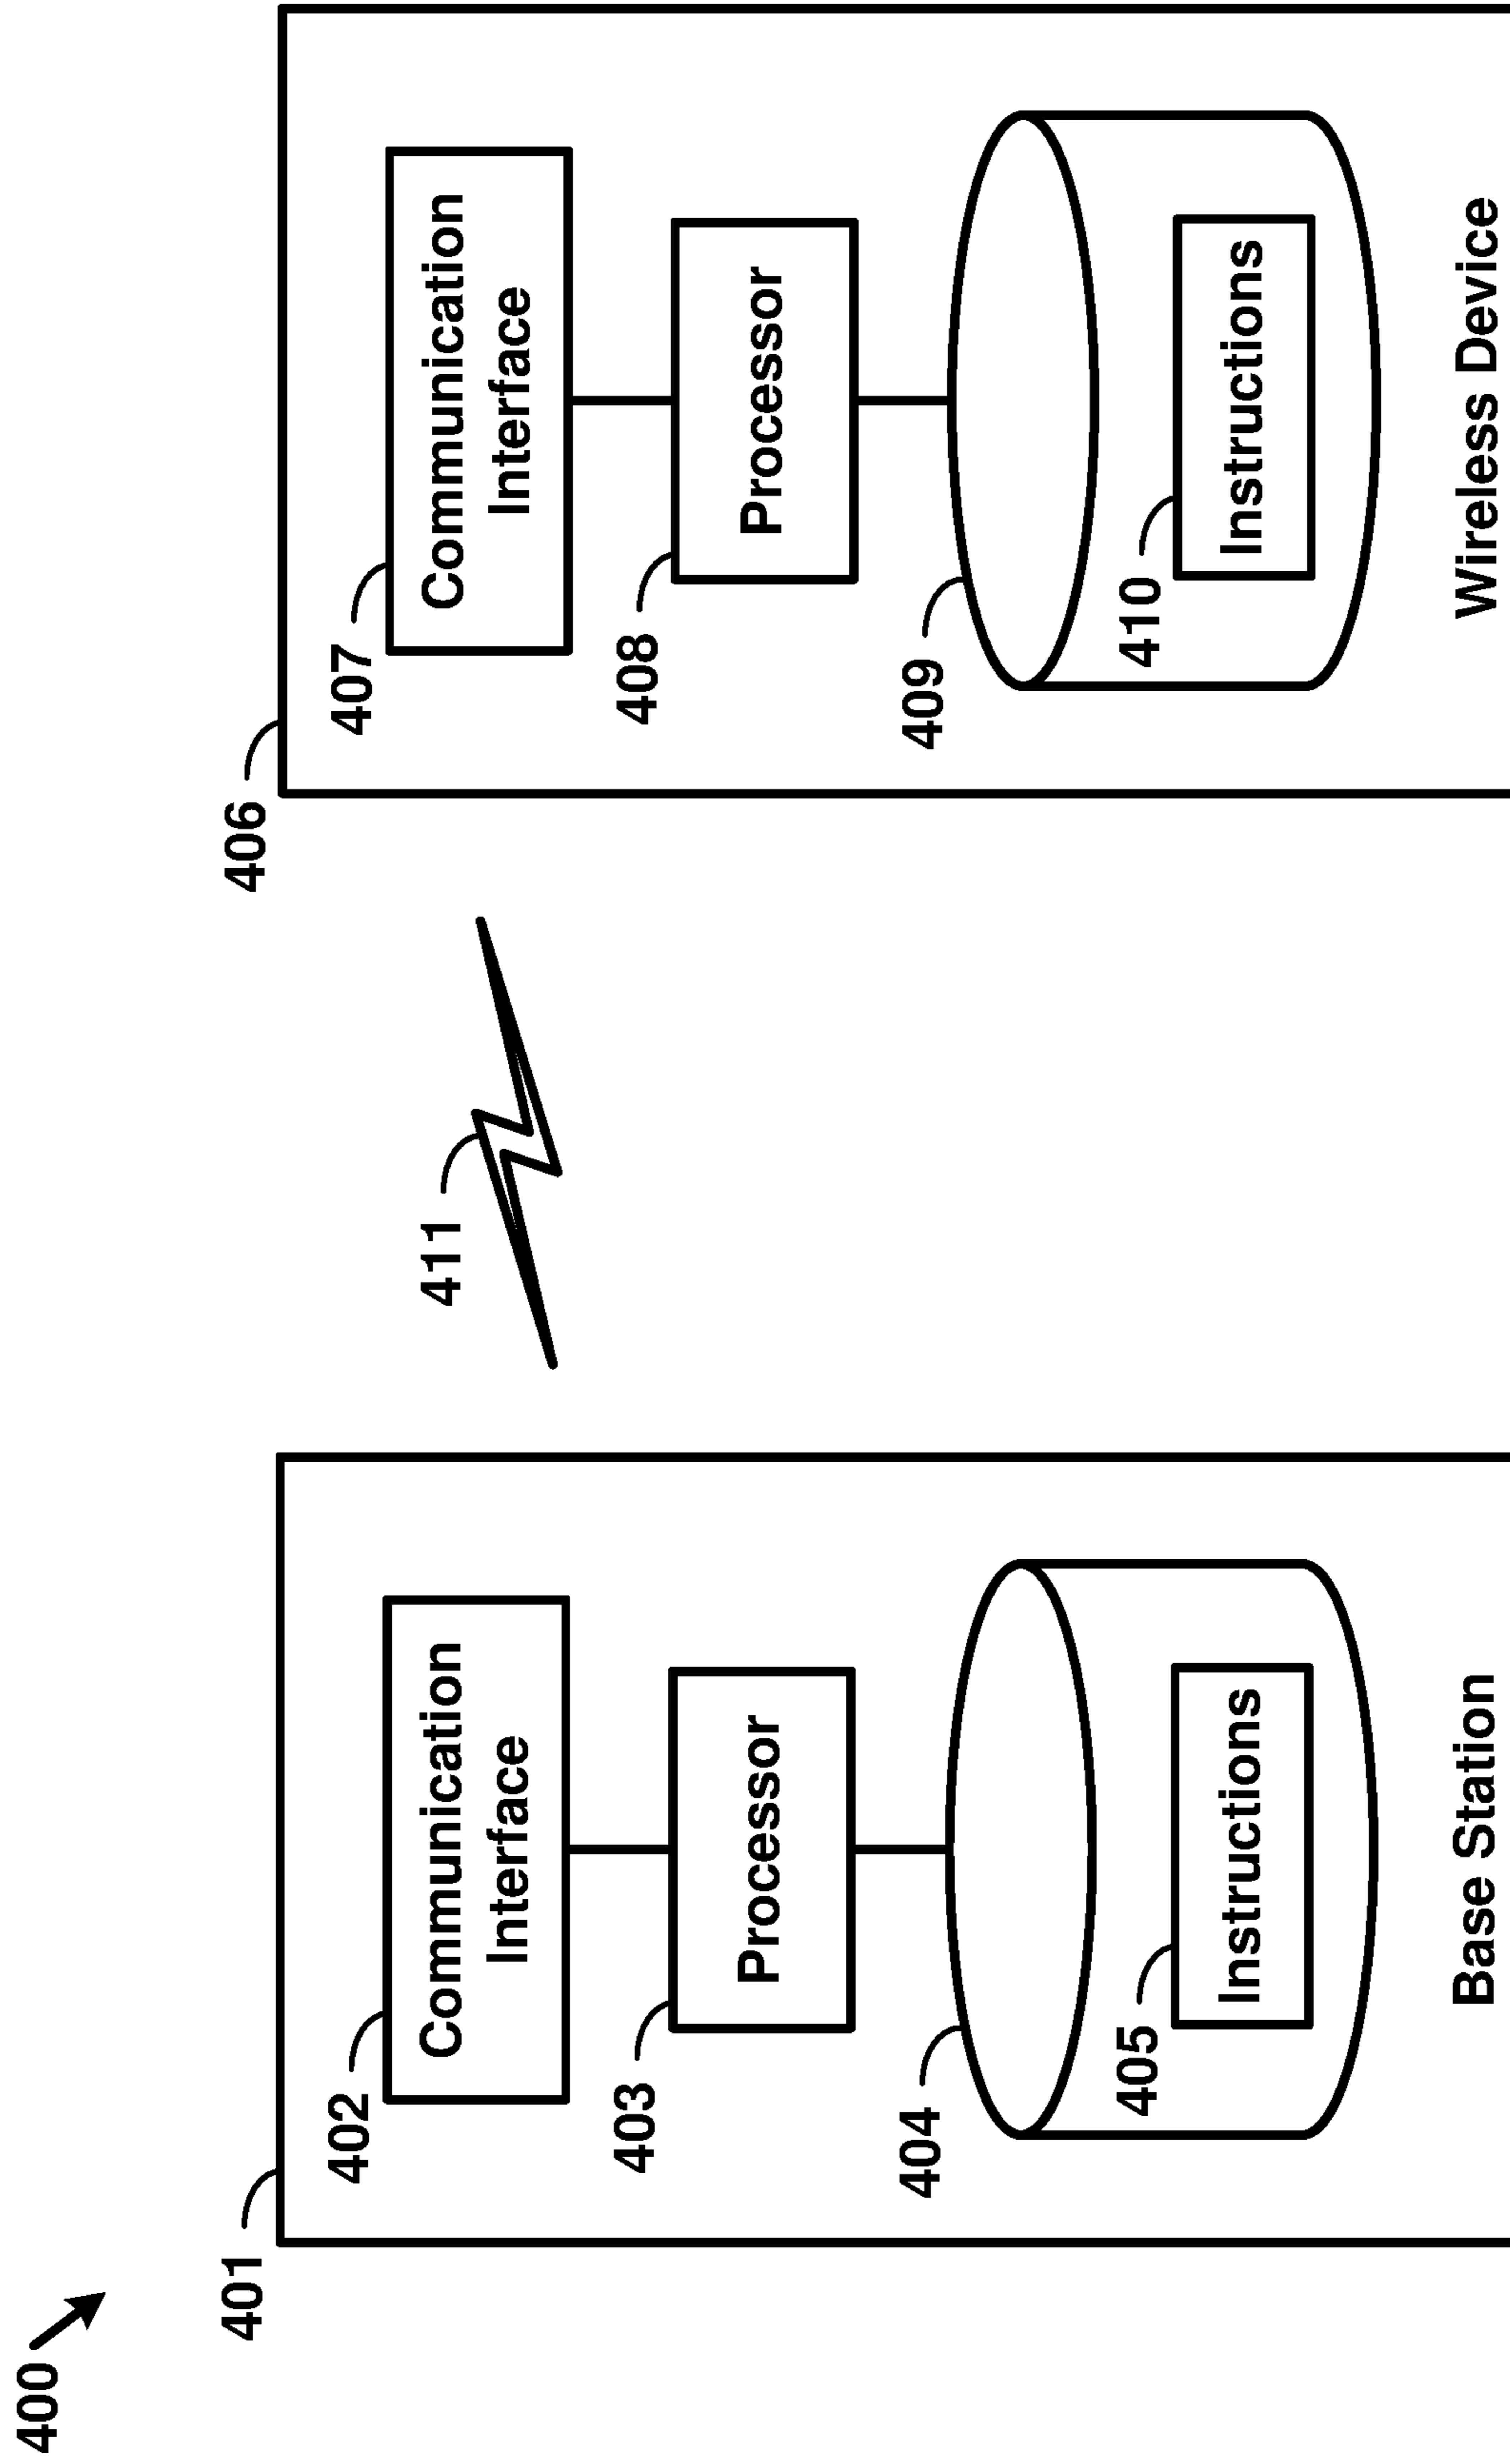 400
401
402
Communication
Interface
403
Processor
404
405
Instructions
Base Station
411
406
407
Communication
Interface
408
Processor
409
410
Instructions
Wireless Device